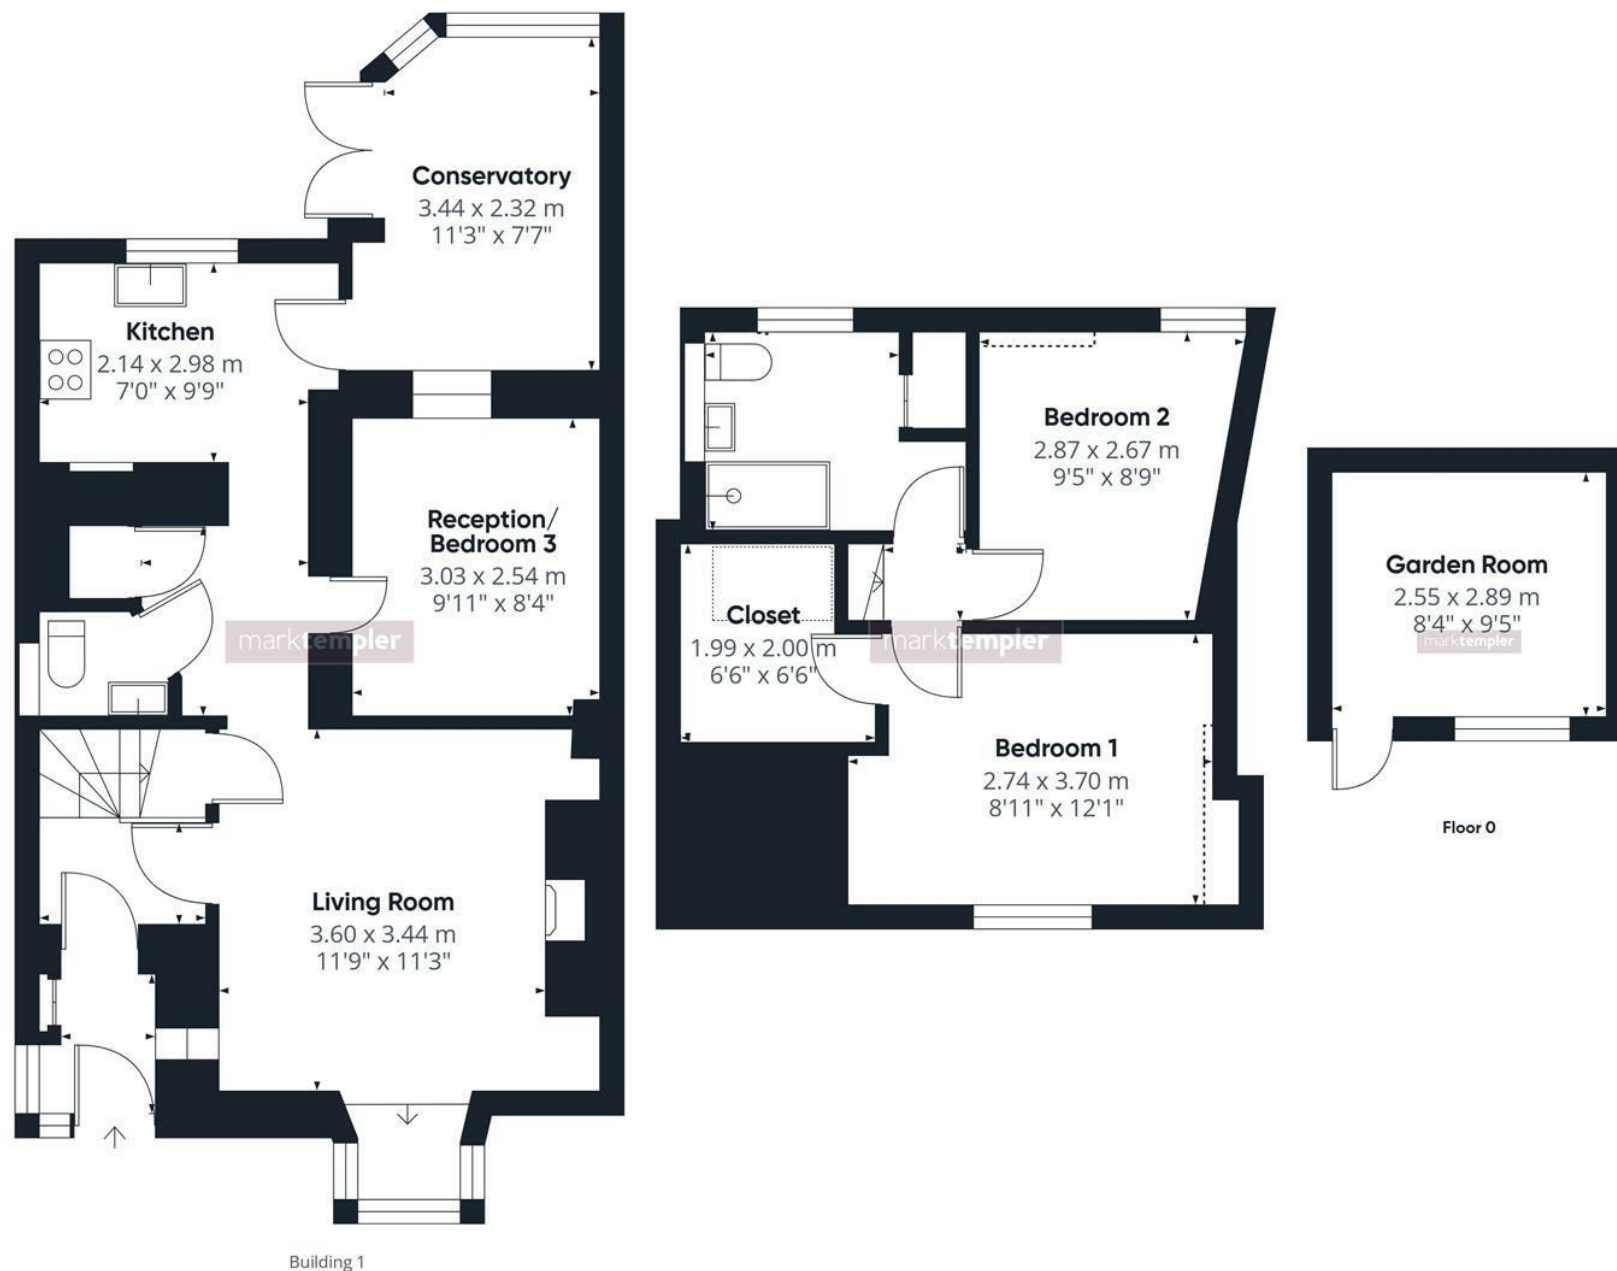 Conservatory
3.44 x 2.32 m
11'3" x 7'7"
Kitchen
2.14 x 2.98 m
7'0" x 9'9"
Reception/
Bedroom 3
3.03 x 2.54 m
9'11" x 8'4"
marktempler
Living Room
3.60 x 3.44 m
11'9" x 11'3"
Building 1
Bedroom 2
2.87 x 2.67 m
9'5" x 8'9"
Closet
1.99 x 2.00 m
6'6" x 6'6"
marktempler
Bedroom 1
2.74 x 3.70 m
8'11" x 12'1"
Garden Room
2.55 x 2.89 m
8'4" x 9'5"
marktempler
Floor 0